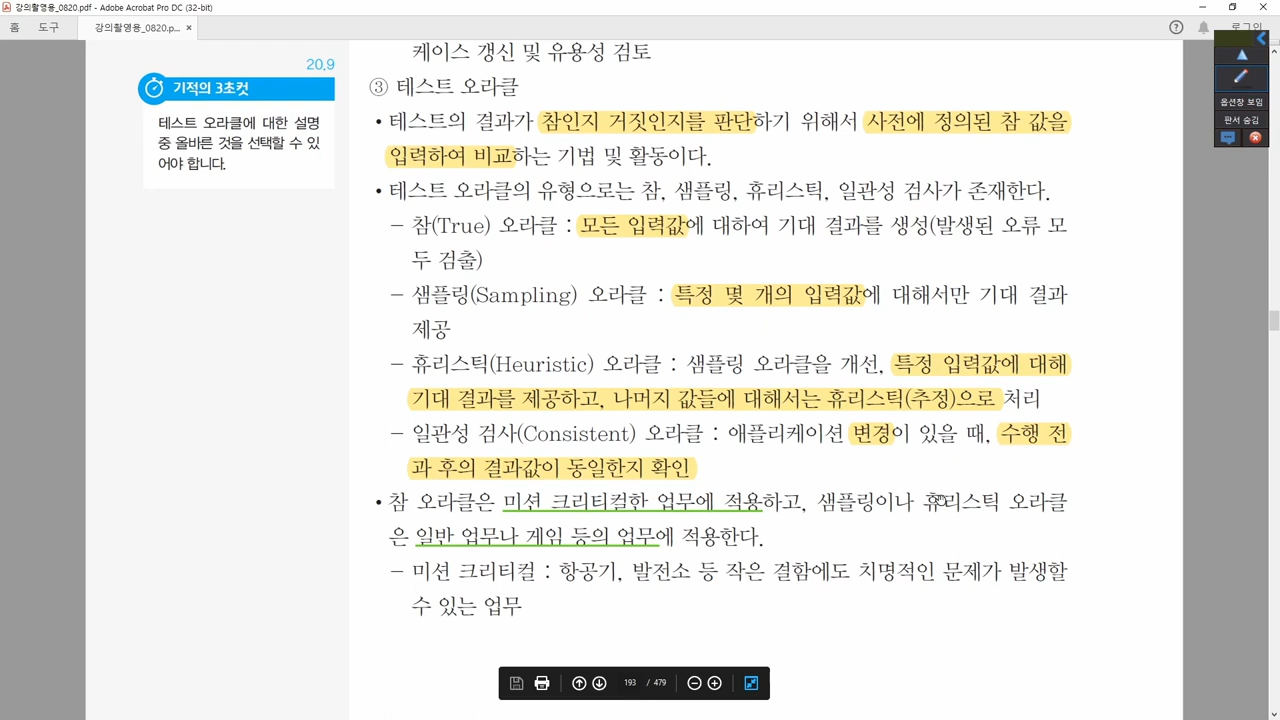 강의촬영용_0820.pdf - Adobe Acrobat Pro DC (32-bit)
홈 도구 강의촬영용_0820.p... × 로그인
옵션창 보임
판서 숨김
20.9
기적의 3초컷
테스트 오라클에 대한 설명
중 올바른 것을 선택할 수 있
어야 합니다.
케이스 갱신 및 유용성 검토
③ 테스트 오라클
• 테스트의 결과가 참인지 거짓인지를 판단하기 위해서 사전에 정의된 참 값을
입력하여 비교하는 기법 및 활동이다.
• 테스트 오라클의 유형으로는 참, 샘플링, 휴리스틱, 일관성 검사가 존재한다.
– 참(True) 오라클 : 모든 입력값에 대하여 기대 결과를 생성(발생된 오류 모
두 검출)
– 샘플링(Sampling) 오라클 : 특정 몇 개의 입력값에 대해서만 기대 결과
제공
– 휴리스틱(Heuristic) 오라클 : 샘플링 오라클을 개선, 특정 입력값에 대해
기대 결과를 제공하고, 나머지 값들에 대해서는 휴리스틱(추정)으로 처리
– 일관성 검사(Consistent) 오라클 : 애플리케이션 변경이 있을 때, 수행 전
과 후의 결과값이 동일한지 확인
• 참 오라클은 미션 크리티컬한 업무에 적용하고, 샘플링이나 휴리스틱 오라클
은 일반 업무나 게임 등의 업무에 적용한다.
– 미션 크리티컬 : 항공기, 발전소 등 작은 결함에도 치명적인 문제가 발생할
수 있는 업무
193 / 479